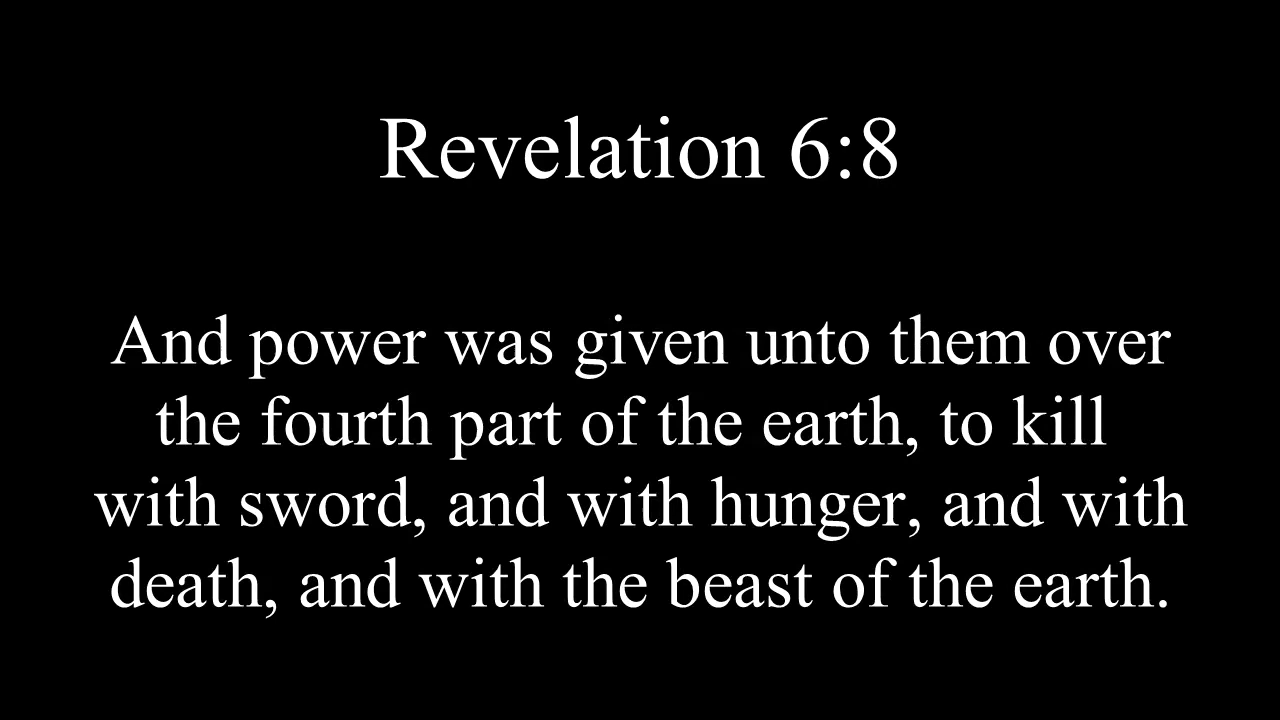 Revelation 6:8
And power was given unto them over
the fourth part of the earth, to kill
with sword, and with hunger, and with
death, and with the beast of the earth.